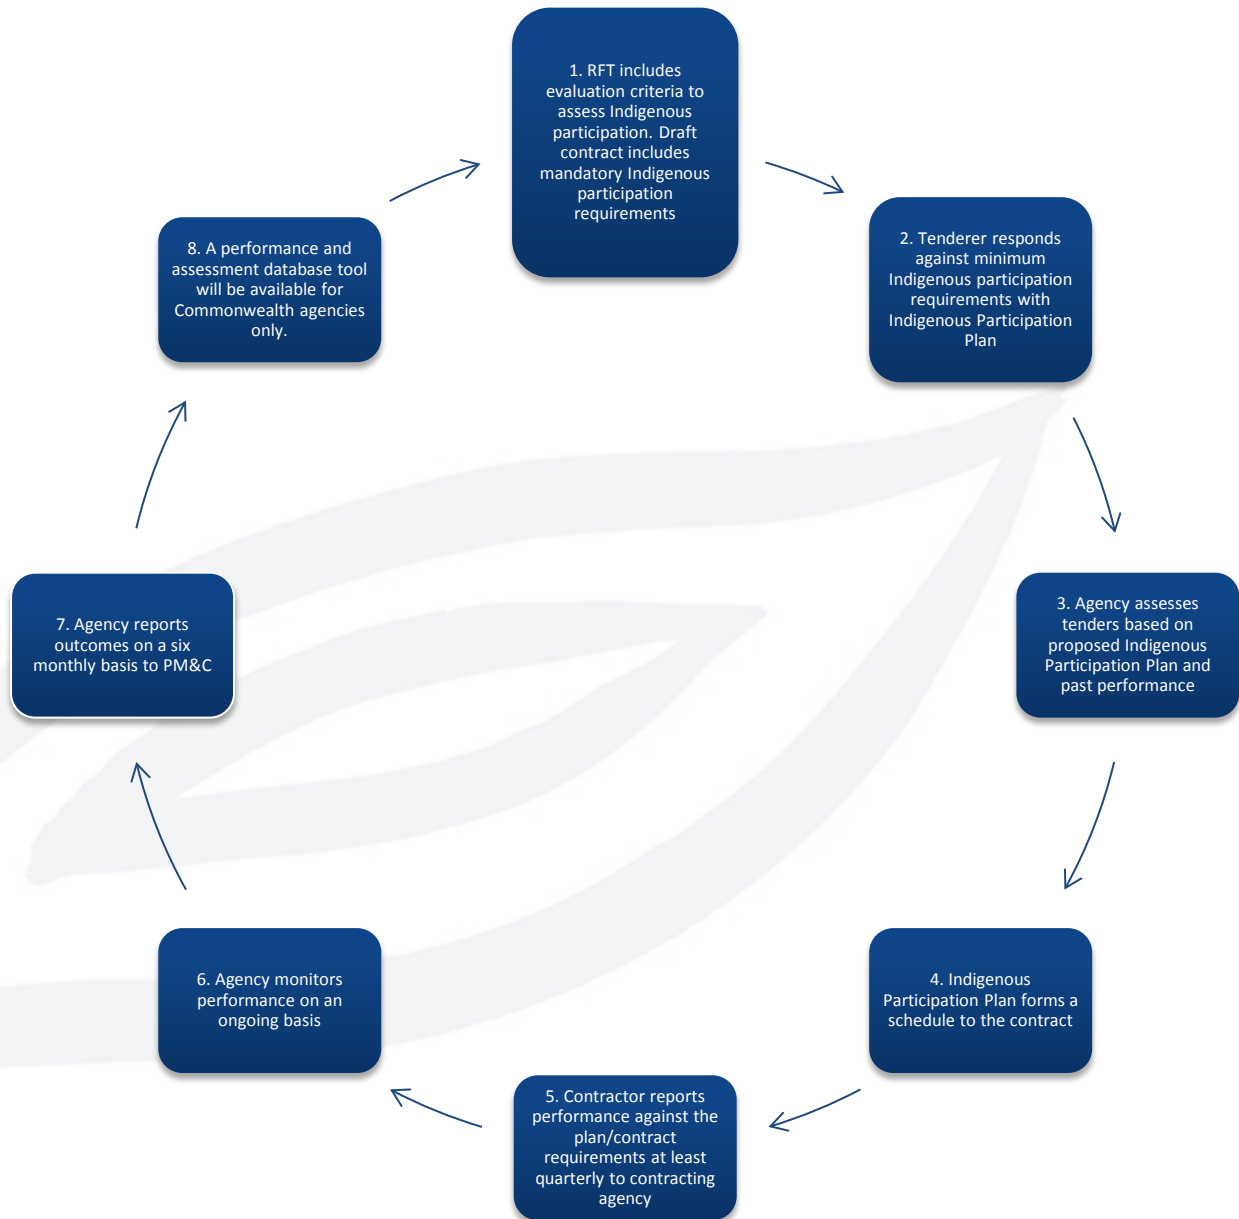 1. RFT includes
evaluation criteria to
assess Indigenous
participation. Draft
contract includes
mandatory Indigenous
participation
requirements
2. Tenderer responds
against minimum
Indigenous participation
requirements with
Indigenous Participation
Plan
3. Agency assesses
tenders based on
proposed Indigenous
Participation Plan and
past performance
4. Indigenous
Participation Plan forms a
schedule to the contract
5. Contractor reports
performance against the
plan/contract
requirements at least
quarterly to contracting
agency
6. Agency monitors
performance on an
ongoing basis
7. Agency reports
outcomes on a six
monthly basis to PM&C
8. A performance and
assessment database tool
will be available for
Commonwealth agencies
only.